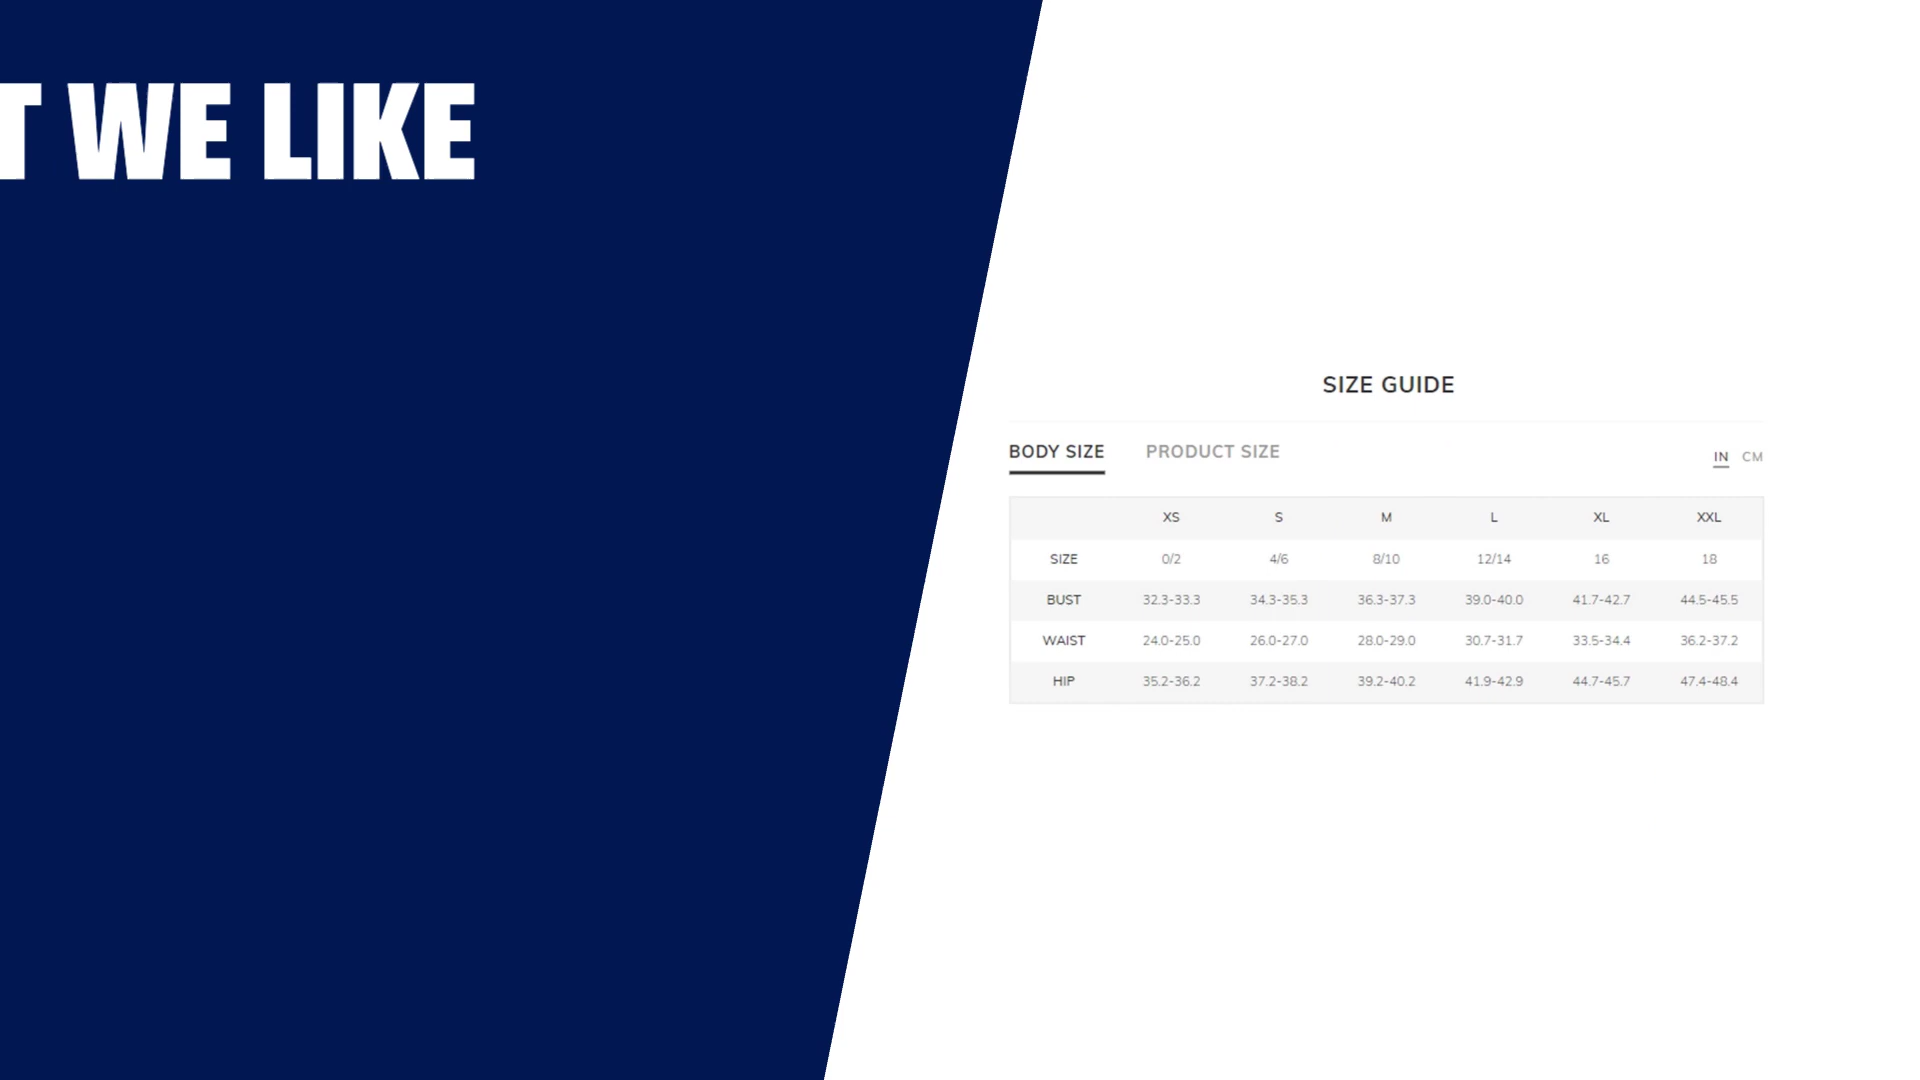 T WE LIKE
SIZE GUIDE
BODY SIZE PRODUCT SIZE IN CM
XS S M L XL XXL
SIZE 0/2 4/6 8/10 12/14 16 18
BUST 32.3-33.3 34.3-35.3 36.3-37.3 39.0-40.0 41.7-42.7 44.5-45.5
WAIST 24.0-25.0 26.0-27.0 28.0-29.0 30.7-31.7 33.5-34.4 36.2-37.2
HIP 35.2-36.2 37.2-38.2 39.2-40.2 41.9-42.9 44.7-45.7 47.4-48.4